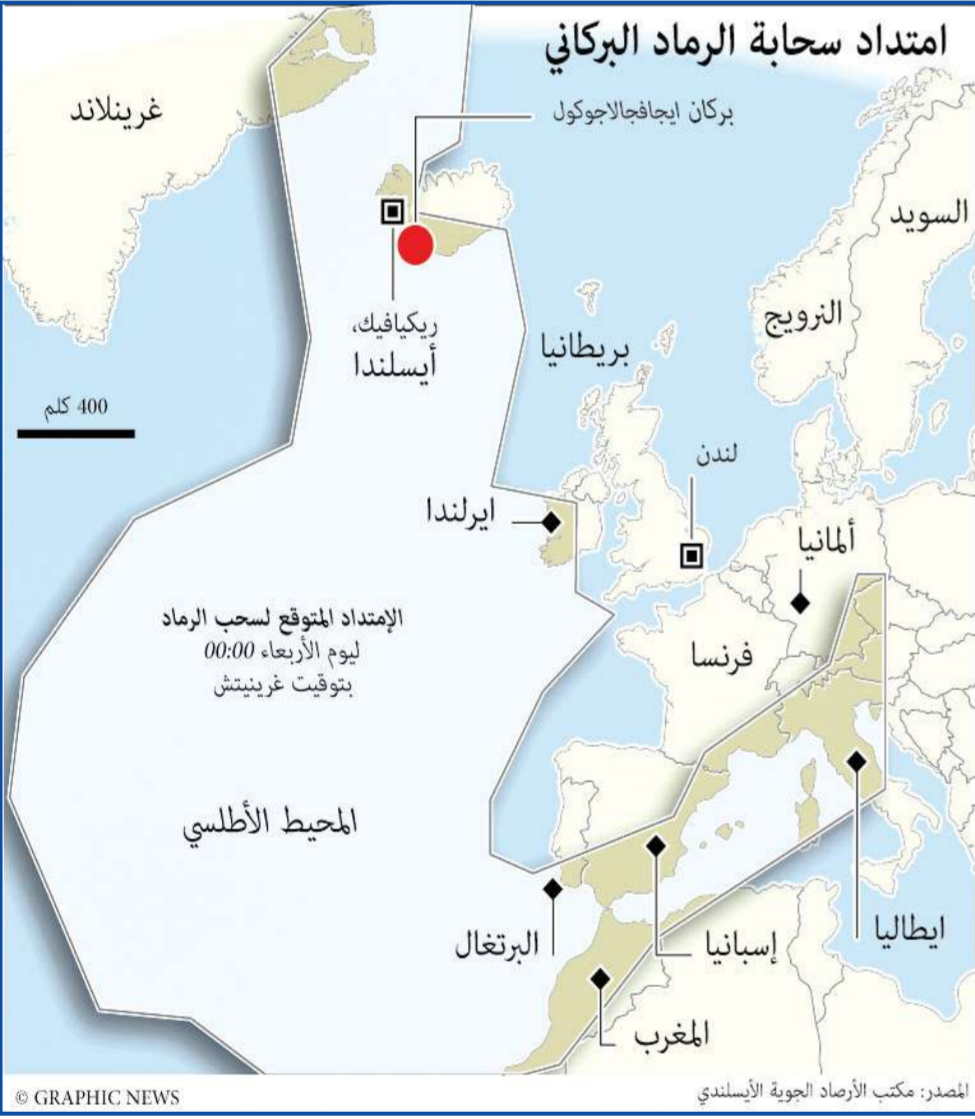 امتداد سحابة الرماد البركاني
بركان ايجافجالاجوكول
غرينلاند
السويد
النرويج
ريكيافيك،
أيسلندا
بريطانيا
400 كلم
لندن
ايرلندا
ألمانيا
الإمتداد المتوقع لسحب الرماد
ليوم الأربعاء 00:00
بتوقيت غرينيتش
فرنسا
المحيط الأطلسي
ايطاليا
إسبانيا
البرتغال
المغرب
المصدر: مكتب الأرصاد الجوية الأيسلندي
© GRAPHIC NEWS